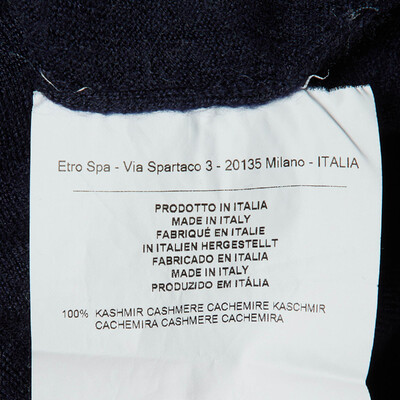 Etro Spa - Via Spartaco 3 - 20135 Milano - ITALIA
PRODOTTO IN ITALIA
MADE IN ITALY
FABRIQUÉ EN ITALIE
IN ITALIEN HERGESTELLT
FABRICADO EN ITALIA
MADE IN ITALY
PRODUZIDO EM ITÁLIA
100% KASHMIR CASHMERE CACHEMIRE KASCHMIR
CACHEMIRA CASHMERE CACHEMIRA